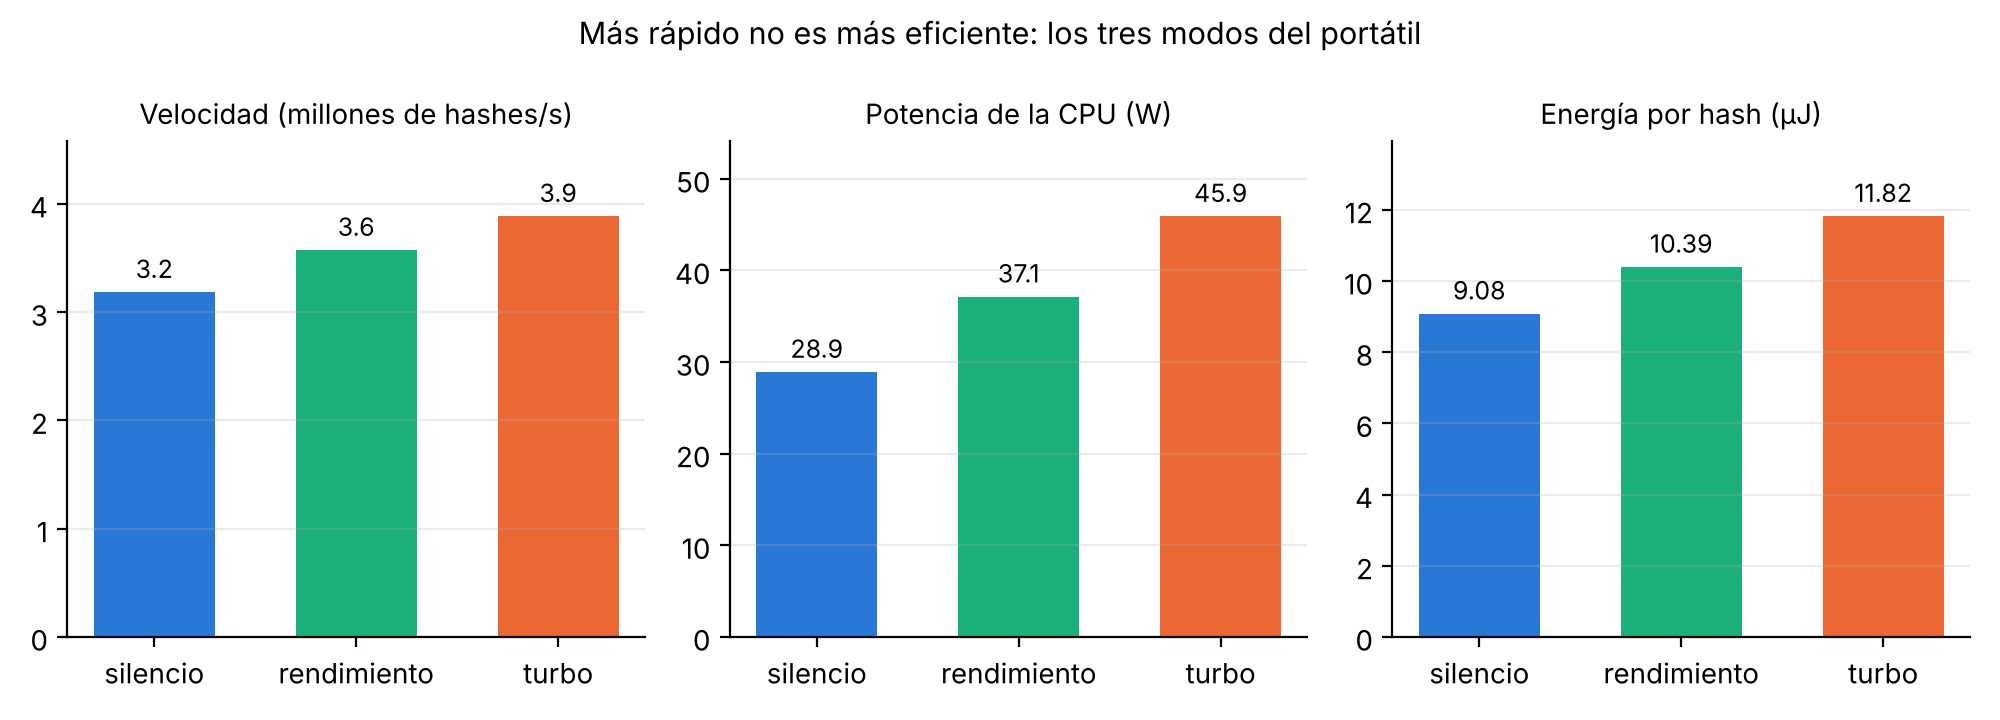 Más rápido no es más eficiente: los tres modos del portátil
Velocidad (millones de hashes/s)
4
3
2
1
0
3.2
3.6
3.9
silencio
rendimiento
turbo
Potencia de la CPU (W)
50
40
30
20
10
0
28.9
37.1
45.9
silencio
rendimiento
turbo
Energía por hash (µJ)
12
10
8
6
4
2
0
9.08
10.39
11.82
silencio
rendimiento
turbo